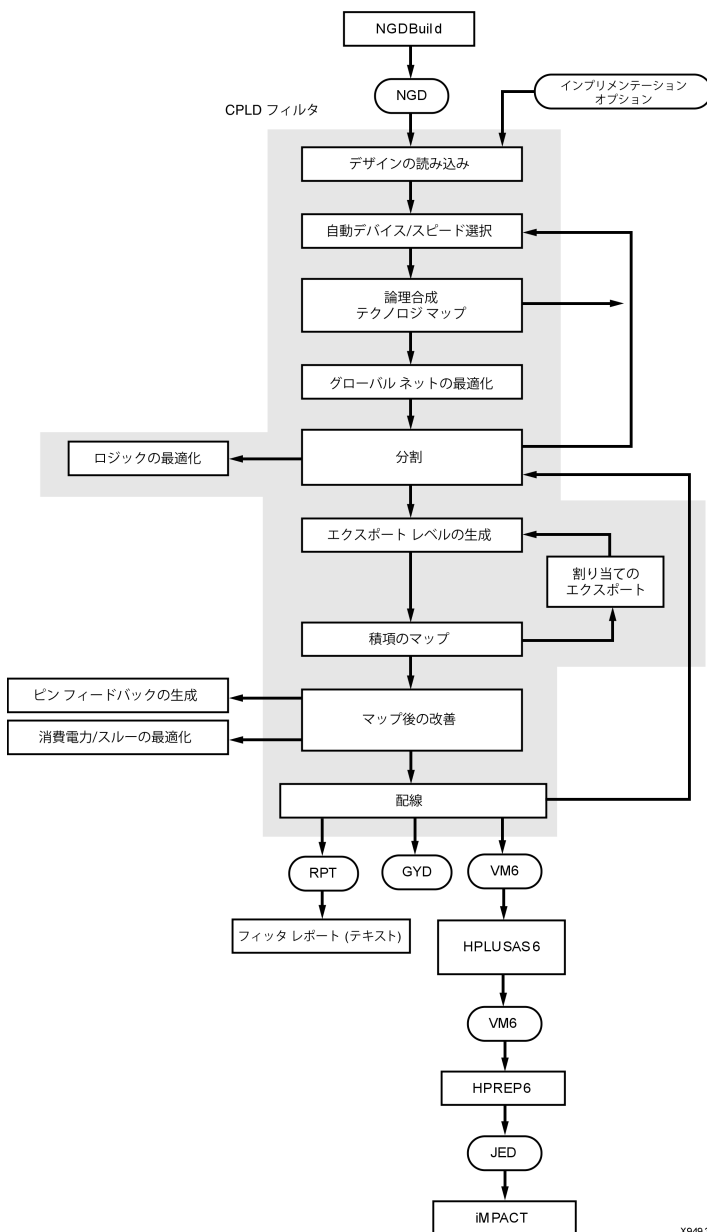 NGDBuild
NGD
インプリメンテーション
オプション
CPLD フィルタ
デザインの読み込み
自動デバイス/スピード選択
論理合成
テクノロジ マップ
グローバル ネットの最適化
ロジックの最適化
分割
エクスポート レベルの生成
割り当ての
エクスポート
積項のマップ
ピン フィードバックの生成
マップ後の改善
消費電力/スルーの最適化
配線
RPT
GYD
VM6
フィッタ レポート (テキスト)
HPLUSAS6
VM6
HPREP6
JED
iMPACT